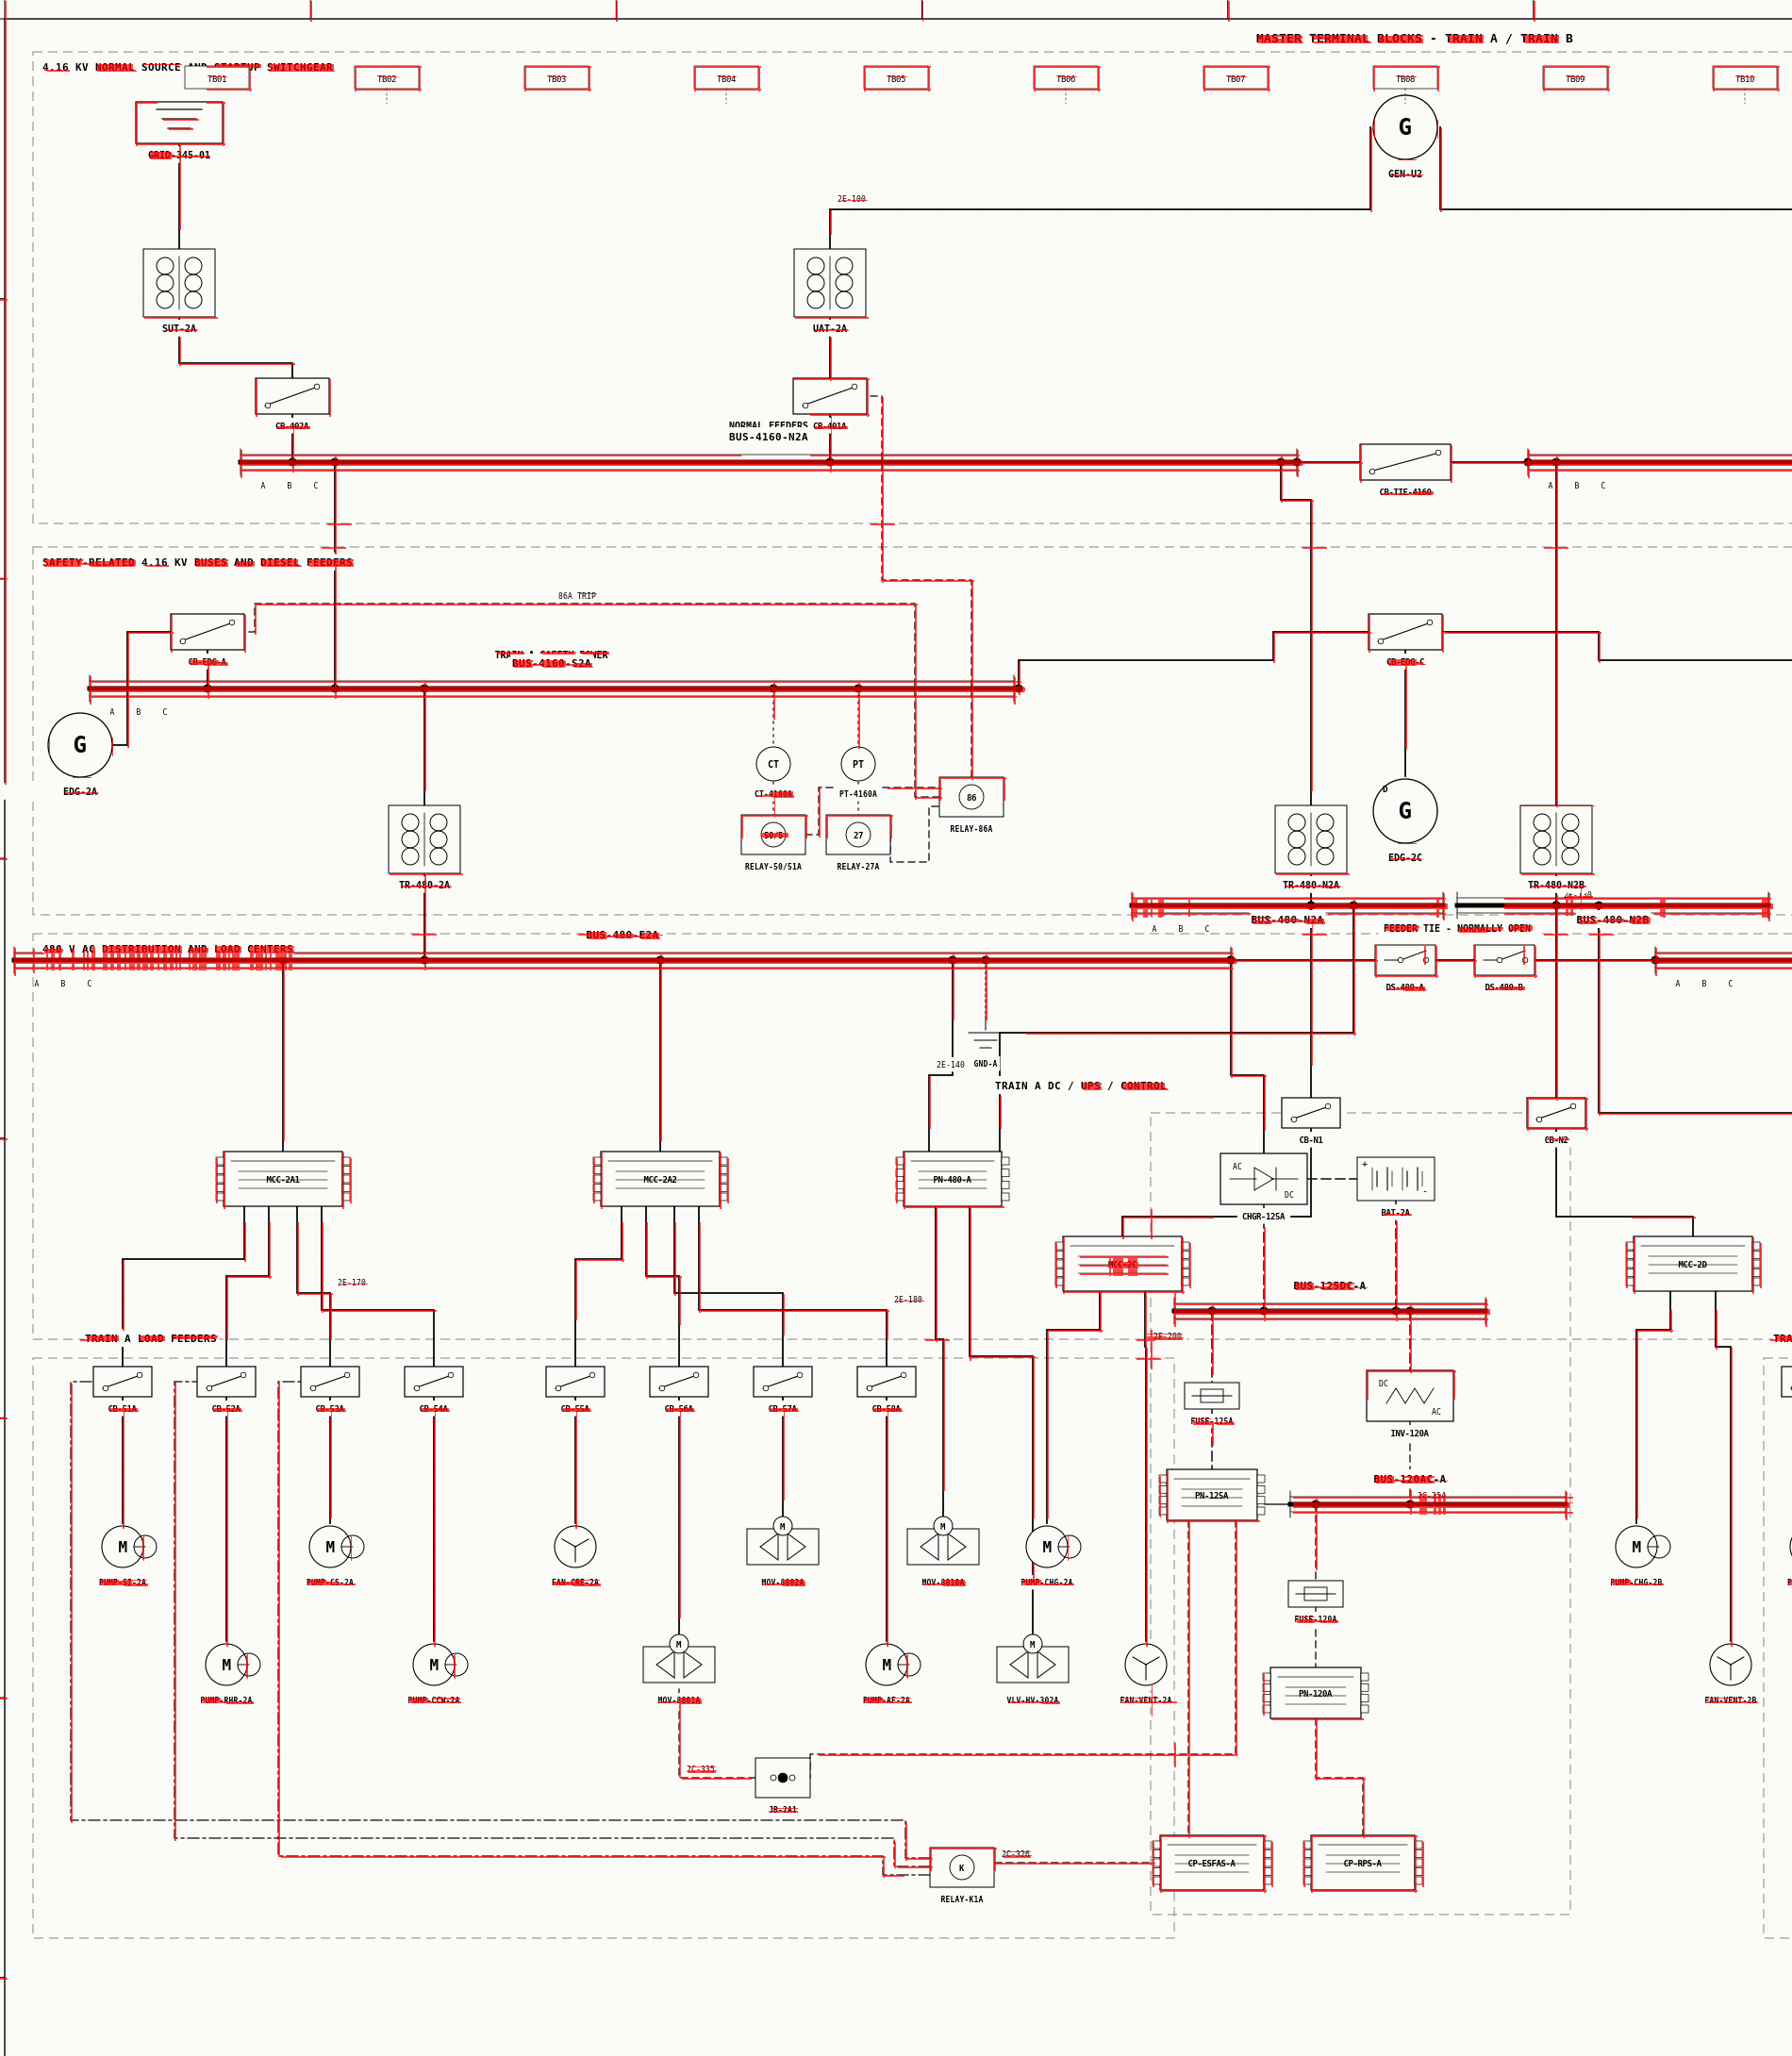 MASTER TERMINAL BLOCKS - TRAIN A / TRAIN B
4.16 KV NORMAL SOURCE AND STARTUP SWITCHGEAR
TB01 TB02 TB03 TB04 TB05 TB06 TB07 TB08 TB09 TB10
G
GRID-345-01
GEN-U2
2E-100
SUT-2A UAT-2A
CB-402A CB-401A
NORMAL FEEDERS
BUS-4160-N2A
A B C
CB-TIE-4160
A B C
SAFETY-RELATED 4.16 KV BUSES AND DIESEL FEEDERS
86A TRIP
CB-EDG-A
TRAIN A SAFETY POWER
BUS-4160-S2A
CB-EDG-C
A B C
G
EDG-2A
CT PT
CT-4160A PT-4160A
86
RELAY-86A
D
G
EDG-2C
50/5 27
RELAY-50/51A RELAY-27A
TR-480-2A TR-480-N2A TR-480-N2B
BUS-480-N2A BUS-480-N2B
A B C
FEEDER TIE - NORMALLY OPEN
BUS-480-E2A
480 V AC DISTRIBUTION AND LOAD CENTERS
A B C
DS-480-A DS-480-B
A B C
2E-140 GND-A
TRAIN A DC / UPS / CONTROL
CB-N1 CB-N2
MCC-2A1 MCC-2A2 PN-480-A
AC DC
+ -
CHGR-125A BAT-2A
MCC-2C MCC-2D
2E-170
2E-180
BUS-125DC-A
TRAIN A LOAD FEEDERS
2E-200
TRA
CB-51A CB-52A CB-53A CB-54A CB-55A CB-56A CB-57A CB-58A
FUSE-125A
DC AC
INV-120A
BUS-120AC-A
PN-125A
M M M M M M
PUMP-SI-2A PUMP-CS-2A FAN-CRE-2A MOV-8802A MOV-8810A PUMP-CHG-2A PUMP-CHG-2B
FUSE-120A
M M M M M
PUMP-RHR-2A PUMP-CCW-2A MOV-8801A PUMP-AF-2A VLV-HV-302A FAN-VENT-2A FAN-VENT-2B
PN-120A
2C-335
JB-2A1
2C-326
K
RELAY-K1A
CP-ESFAS-A CP-RPS-A